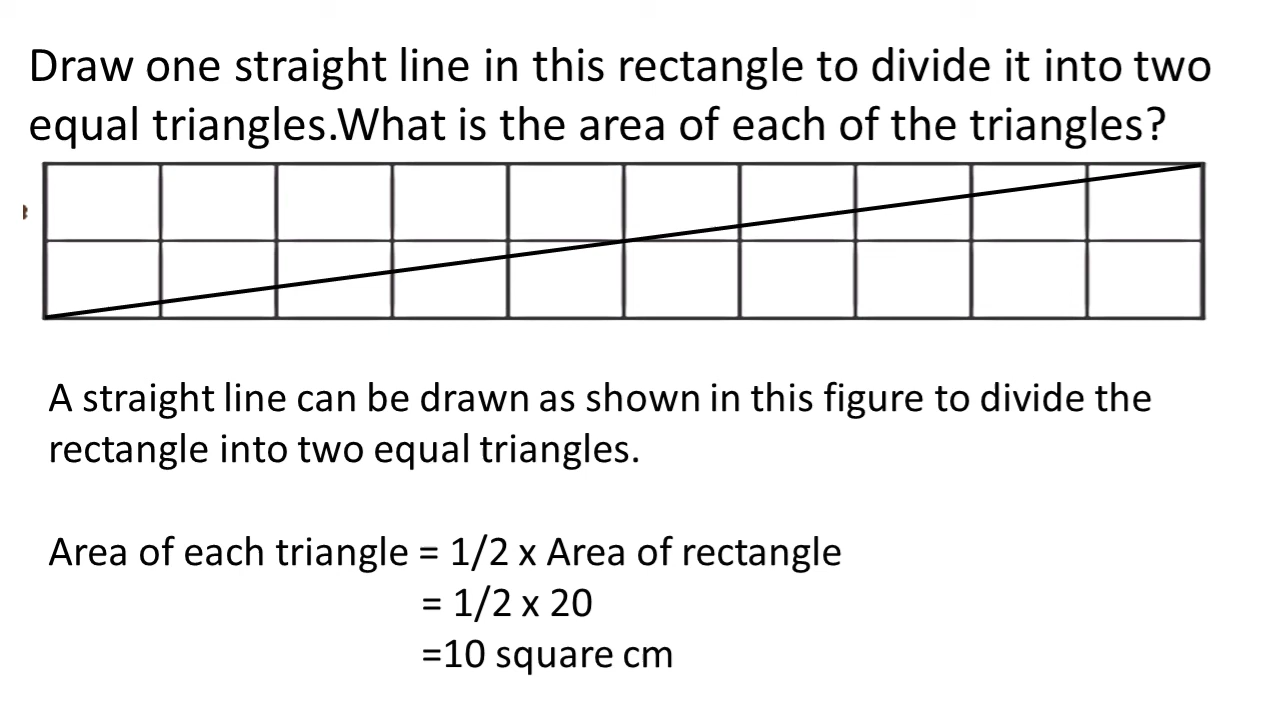 Draw one straight line in this rectangle to divide it into two
equal triangles.What is the area of each of the triangles?
A straight line can be drawn as shown in this figure to divide the
rectangle into two equal triangles.
Area of each triangle = 1/2 x Area of rectangle
= 1/2 x 20
=10 square cm